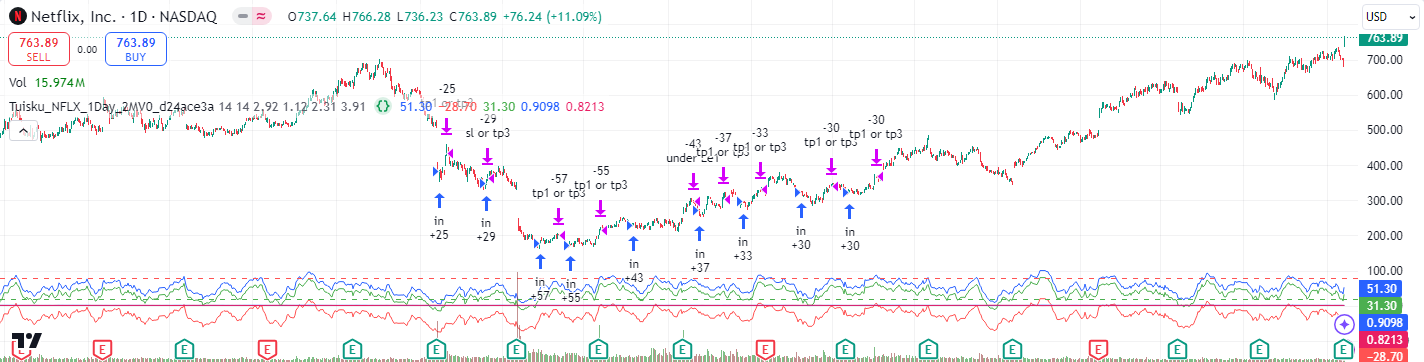 Netflix, Inc. · 1D · NASDAQ O737.64 H766.28 L736.23 C763.89 +76.24 (+11.09%)
USD
763.89 SELL 0.00 763.89 BUY
763.89
Vol 15.974M
700.00
600.00
Tuisku_NFLX_1Day_2MV0_d24ace3a 14 14 2.92 1.12 2.31 3.91 51.30 -28.70 31.30 0.9098 0.8213
500.00
400.00
300.00
200.00
100.00
-25
-29
sl or tp3
-57
tp1 or tp3
-55
tp1 or tp3
-43
under Le1
-37
tp1 or tp3
-33
tp1 or tp3
-30
tp1 or tp3
-30
tp1 or tp3
in
+25
in
+29
in
+57
in
+55
in
+43
in
+37
in
+33
in
+30
in
+30
51.30
31.30
0.9098
0.8213
-28.70
E E E E E E E E E E E E E E E E E